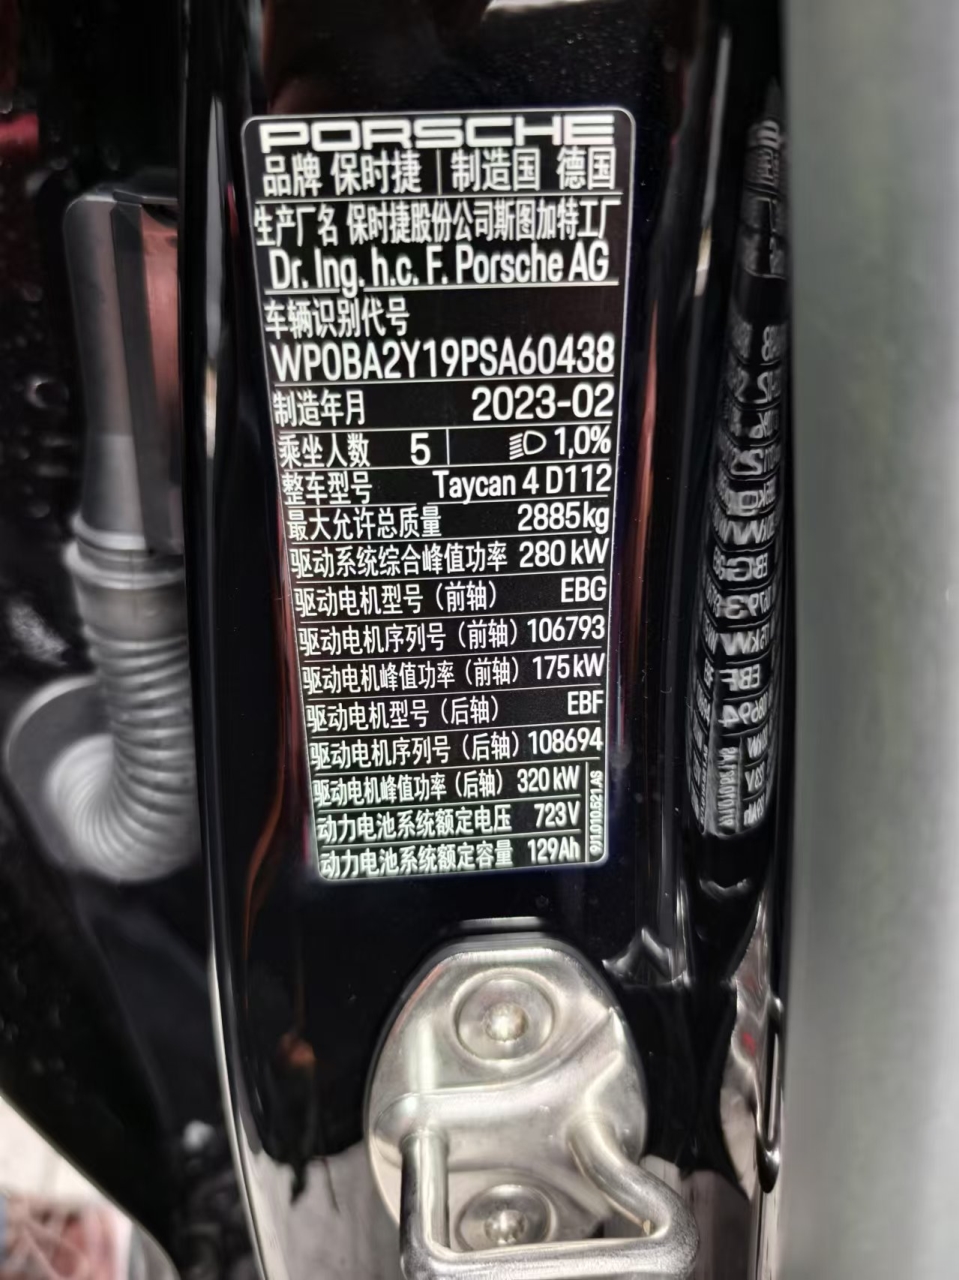 PORSCHE
品牌 保时捷 制造国 德国
生产厂名 保时捷股份公司斯图加特工厂
Dr. Ing. h.c. F. Porsche AG
车辆识别代号
WP0BA2Y19PSA60438
制造年月 2023-02
乘坐人数 5 1,0%
整车型号 Taycan 4 D112
最大允许总质量 2885kg
驱动系统综合峰值功率 280 kW
驱动电机型号（前轴） EBG
驱动电机序列号（前轴） 106793
驱动电机峰值功率（前轴） 175kW
驱动电机型号（后轴） EBF
驱动电机序列号（后轴） 108694
驱动电机峰值功率（后轴） 320 kW
动力电池系统额定电压 723V
动力电池系统额定容量 129Ah
9J1.010.621.AS